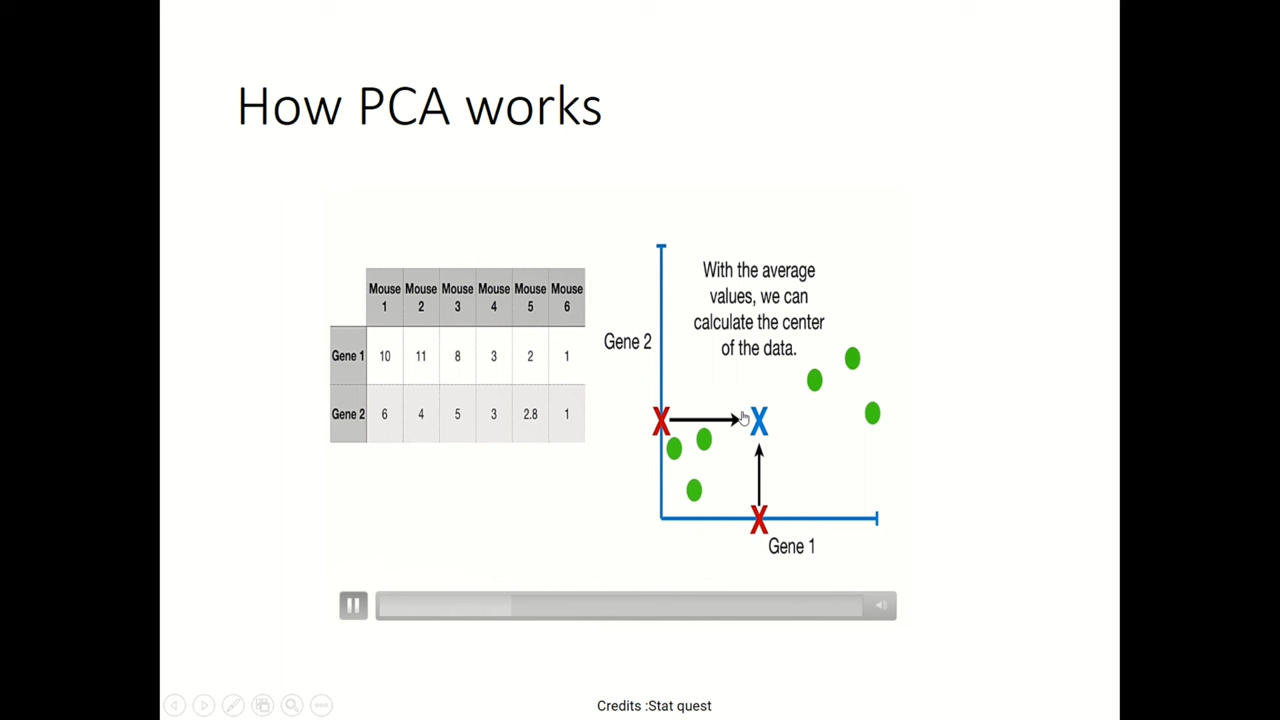 How PCA works
Mouse 1 Mouse 2 Mouse 3 Mouse 4 Mouse 5 Mouse 6
Gene 1 10 11 8 3 2 1
Gene 2 6 4 5 3 2.8 1
With the average
values, we can
calculate the center
of the data.
Gene 2
X X
X
Gene 1
Credits :Stat quest